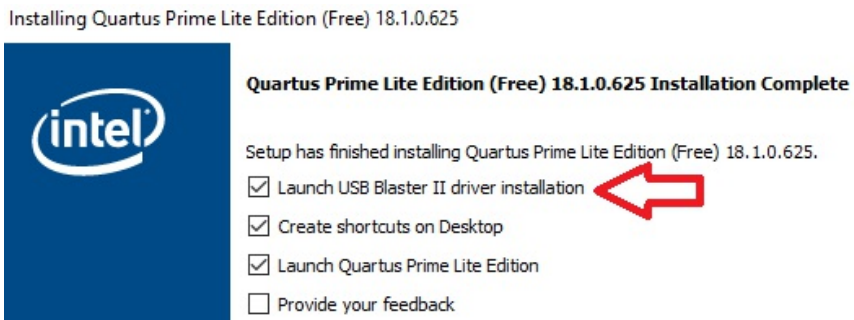 Installing Quartus Prime Lite Edition (Free) 18.1.0.625
intel
Quartus Prime Lite Edition (Free) 18.1.0.625 Installation Complete
Setup has finished installing Quartus Prime Lite Edition (Free) 18.1.0.625.
Launch USB Blaster II driver installation
Create shortcuts on Desktop
Launch Quartus Prime Lite Edition
Provide your feedback